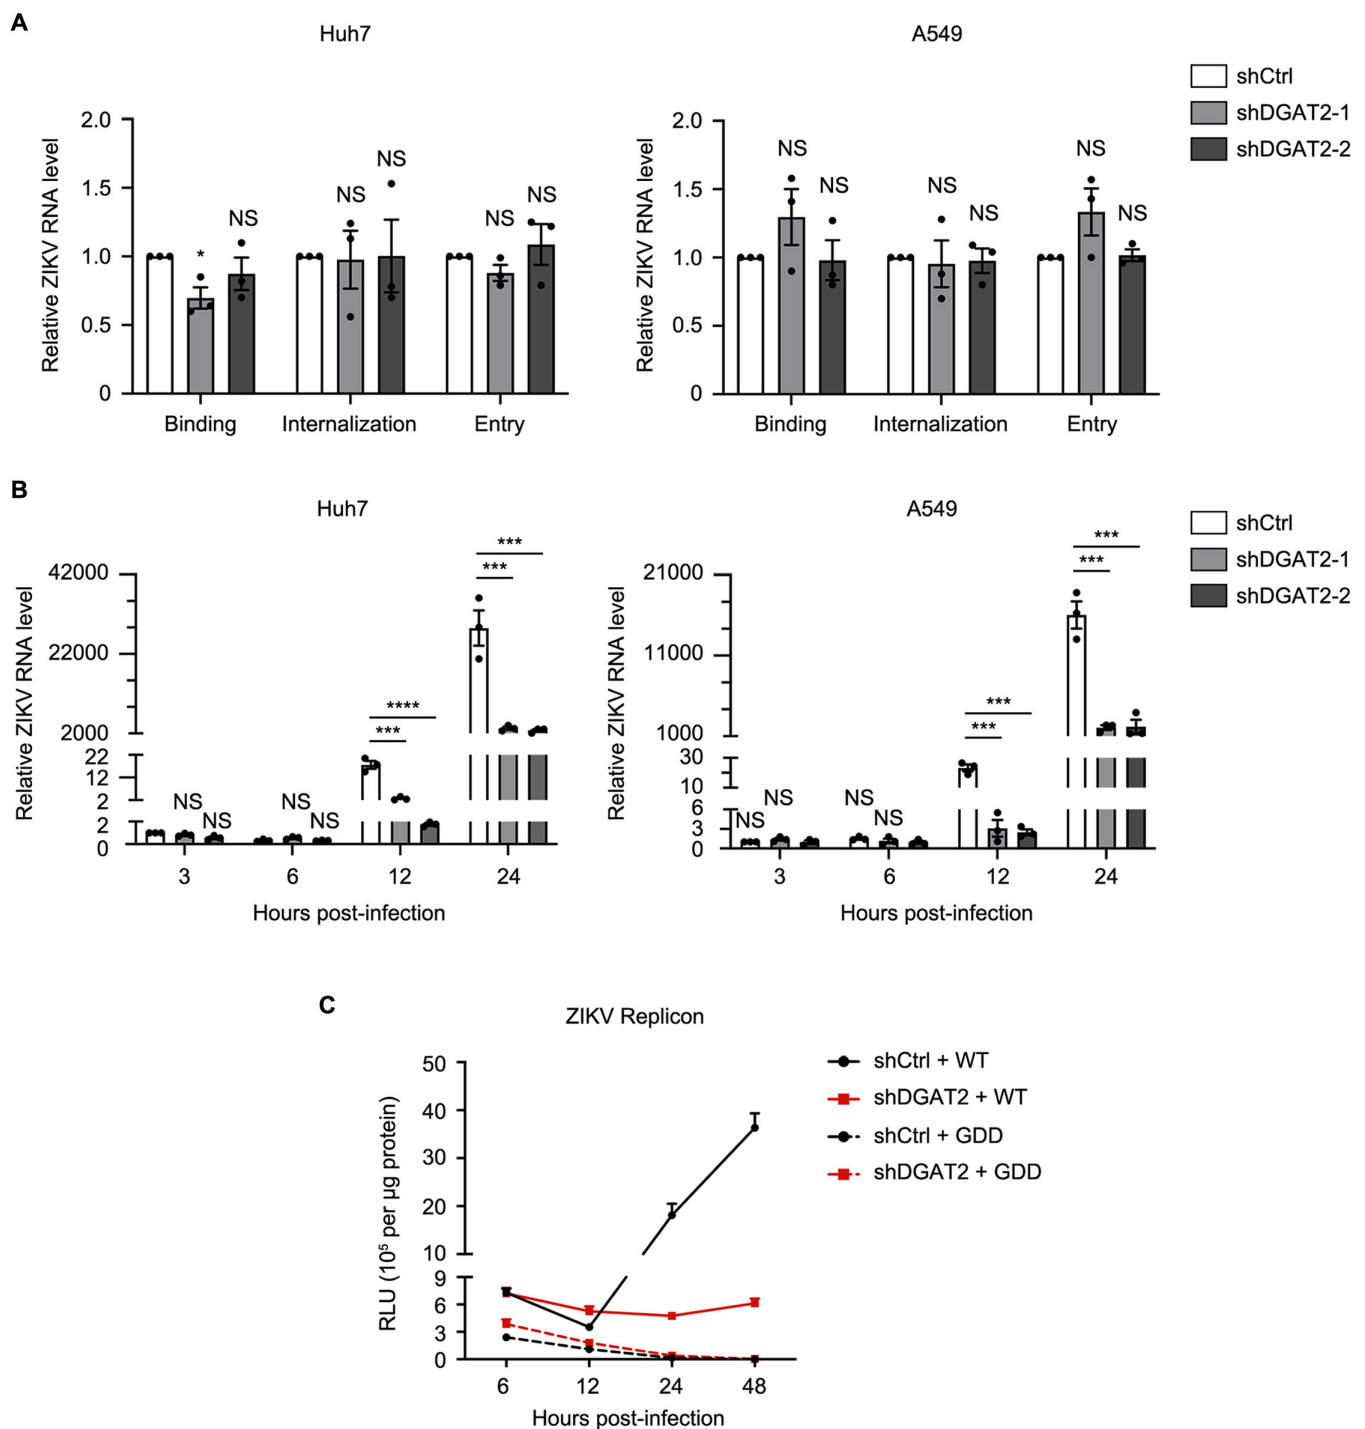 A
Huh7
A549
shCtrl
shDGAT2-1
shDGAT2-2
Relative ZIKV RNA level
2.0
1.5
1.0
0.5
0
*
NS
NS
NS
NS
NS
Binding
Internalization
Entry
Relative ZIKV RNA level
2.0
1.5
1.0
0.5
0
NS
NS
NS
NS
NS
NS
Binding
Internalization
Entry
B
Huh7
A549
shCtrl
shDGAT2-1
shDGAT2-2
Relative ZIKV RNA level
42000
22000
2000
22
12
2
2
0
NS
NS
NS
NS
***
****
***
***
3
6
12
24
Hours post-infection
Relative ZIKV RNA level
21000
11000
1000
30
10
6
3
0
NS
NS
NS
NS
***
***
***
***
3
6
12
24
Hours post-infection
C
ZIKV Replicon
shCtrl + WT
shDGAT2 + WT
shCtrl + GDD
shDGAT2 + GDD
RLU (10⁵ per μg protein)
50
40
30
20
10
9
6
3
0
6
12
24
48
Hours post-infection